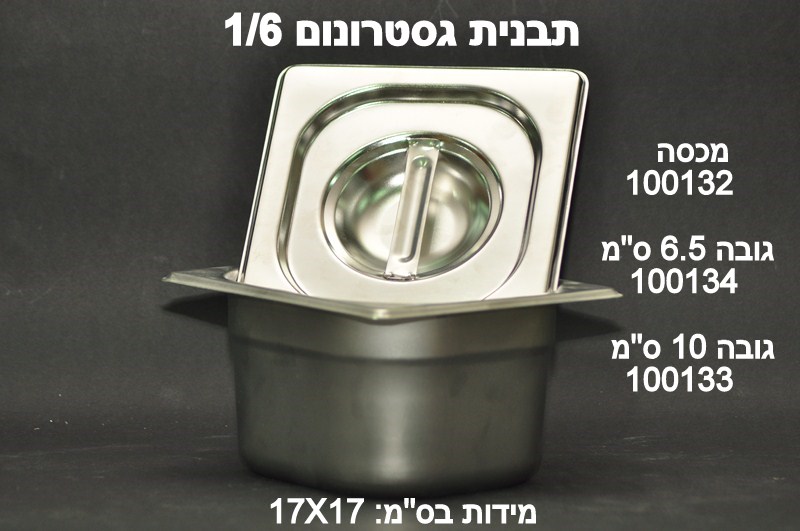 תבנית גסטרונום 1/6
מכסה
100132
גובה 6.5 ס"מ
100134
גובה 10 ס"מ
100133
מידות בס"מ: 17X17